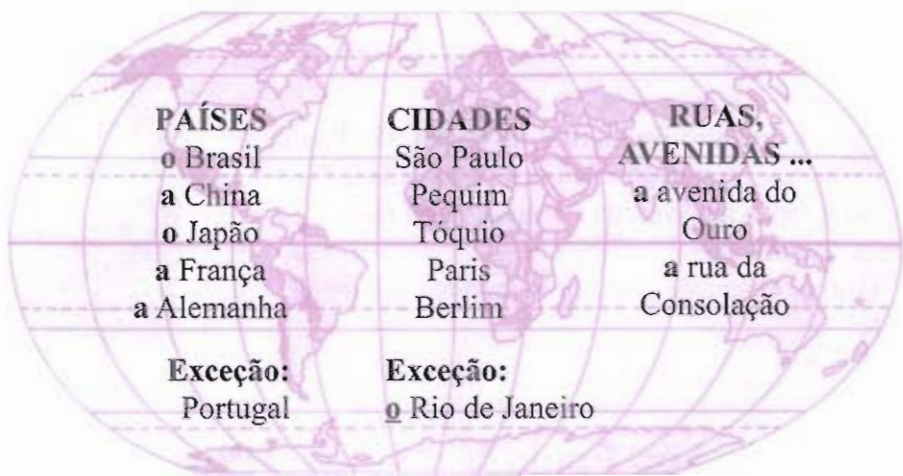 PAÍSES
o Brasil
a China
o Japão
a França
a Alemanha
Exceção:
Portugal
CIDADES
São Paulo
Pequim
Tóquio
Paris
Berlim
Exceção:
o Rio de Janeiro
RUAS,
AVENIDAS ...
a avenida do
Ouro
a rua da
Consolação